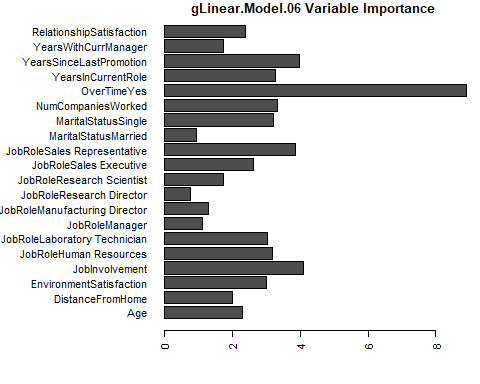 gLinear.Model.06 Variable Importance
RelationshipSatisfaction
YearsWithCurrManager
YearsSinceLastPromotion
YearsInCurrentRole
OverTimeYes
NumCompaniesWorked
MaritalStatusSingle
MaritalStatusMarried
JobRoleSales Representative
JobRoleSales Executive
JobRoleResearch Scientist
JobRoleResearch Director
JobRoleManufacturing Director
JobRoleManager
JobRoleLaboratory Technician
JobRoleHuman Resources
JobInvolvement
EnvironmentSatisfaction
DistanceFromHome
Age
0 2 4 6 8